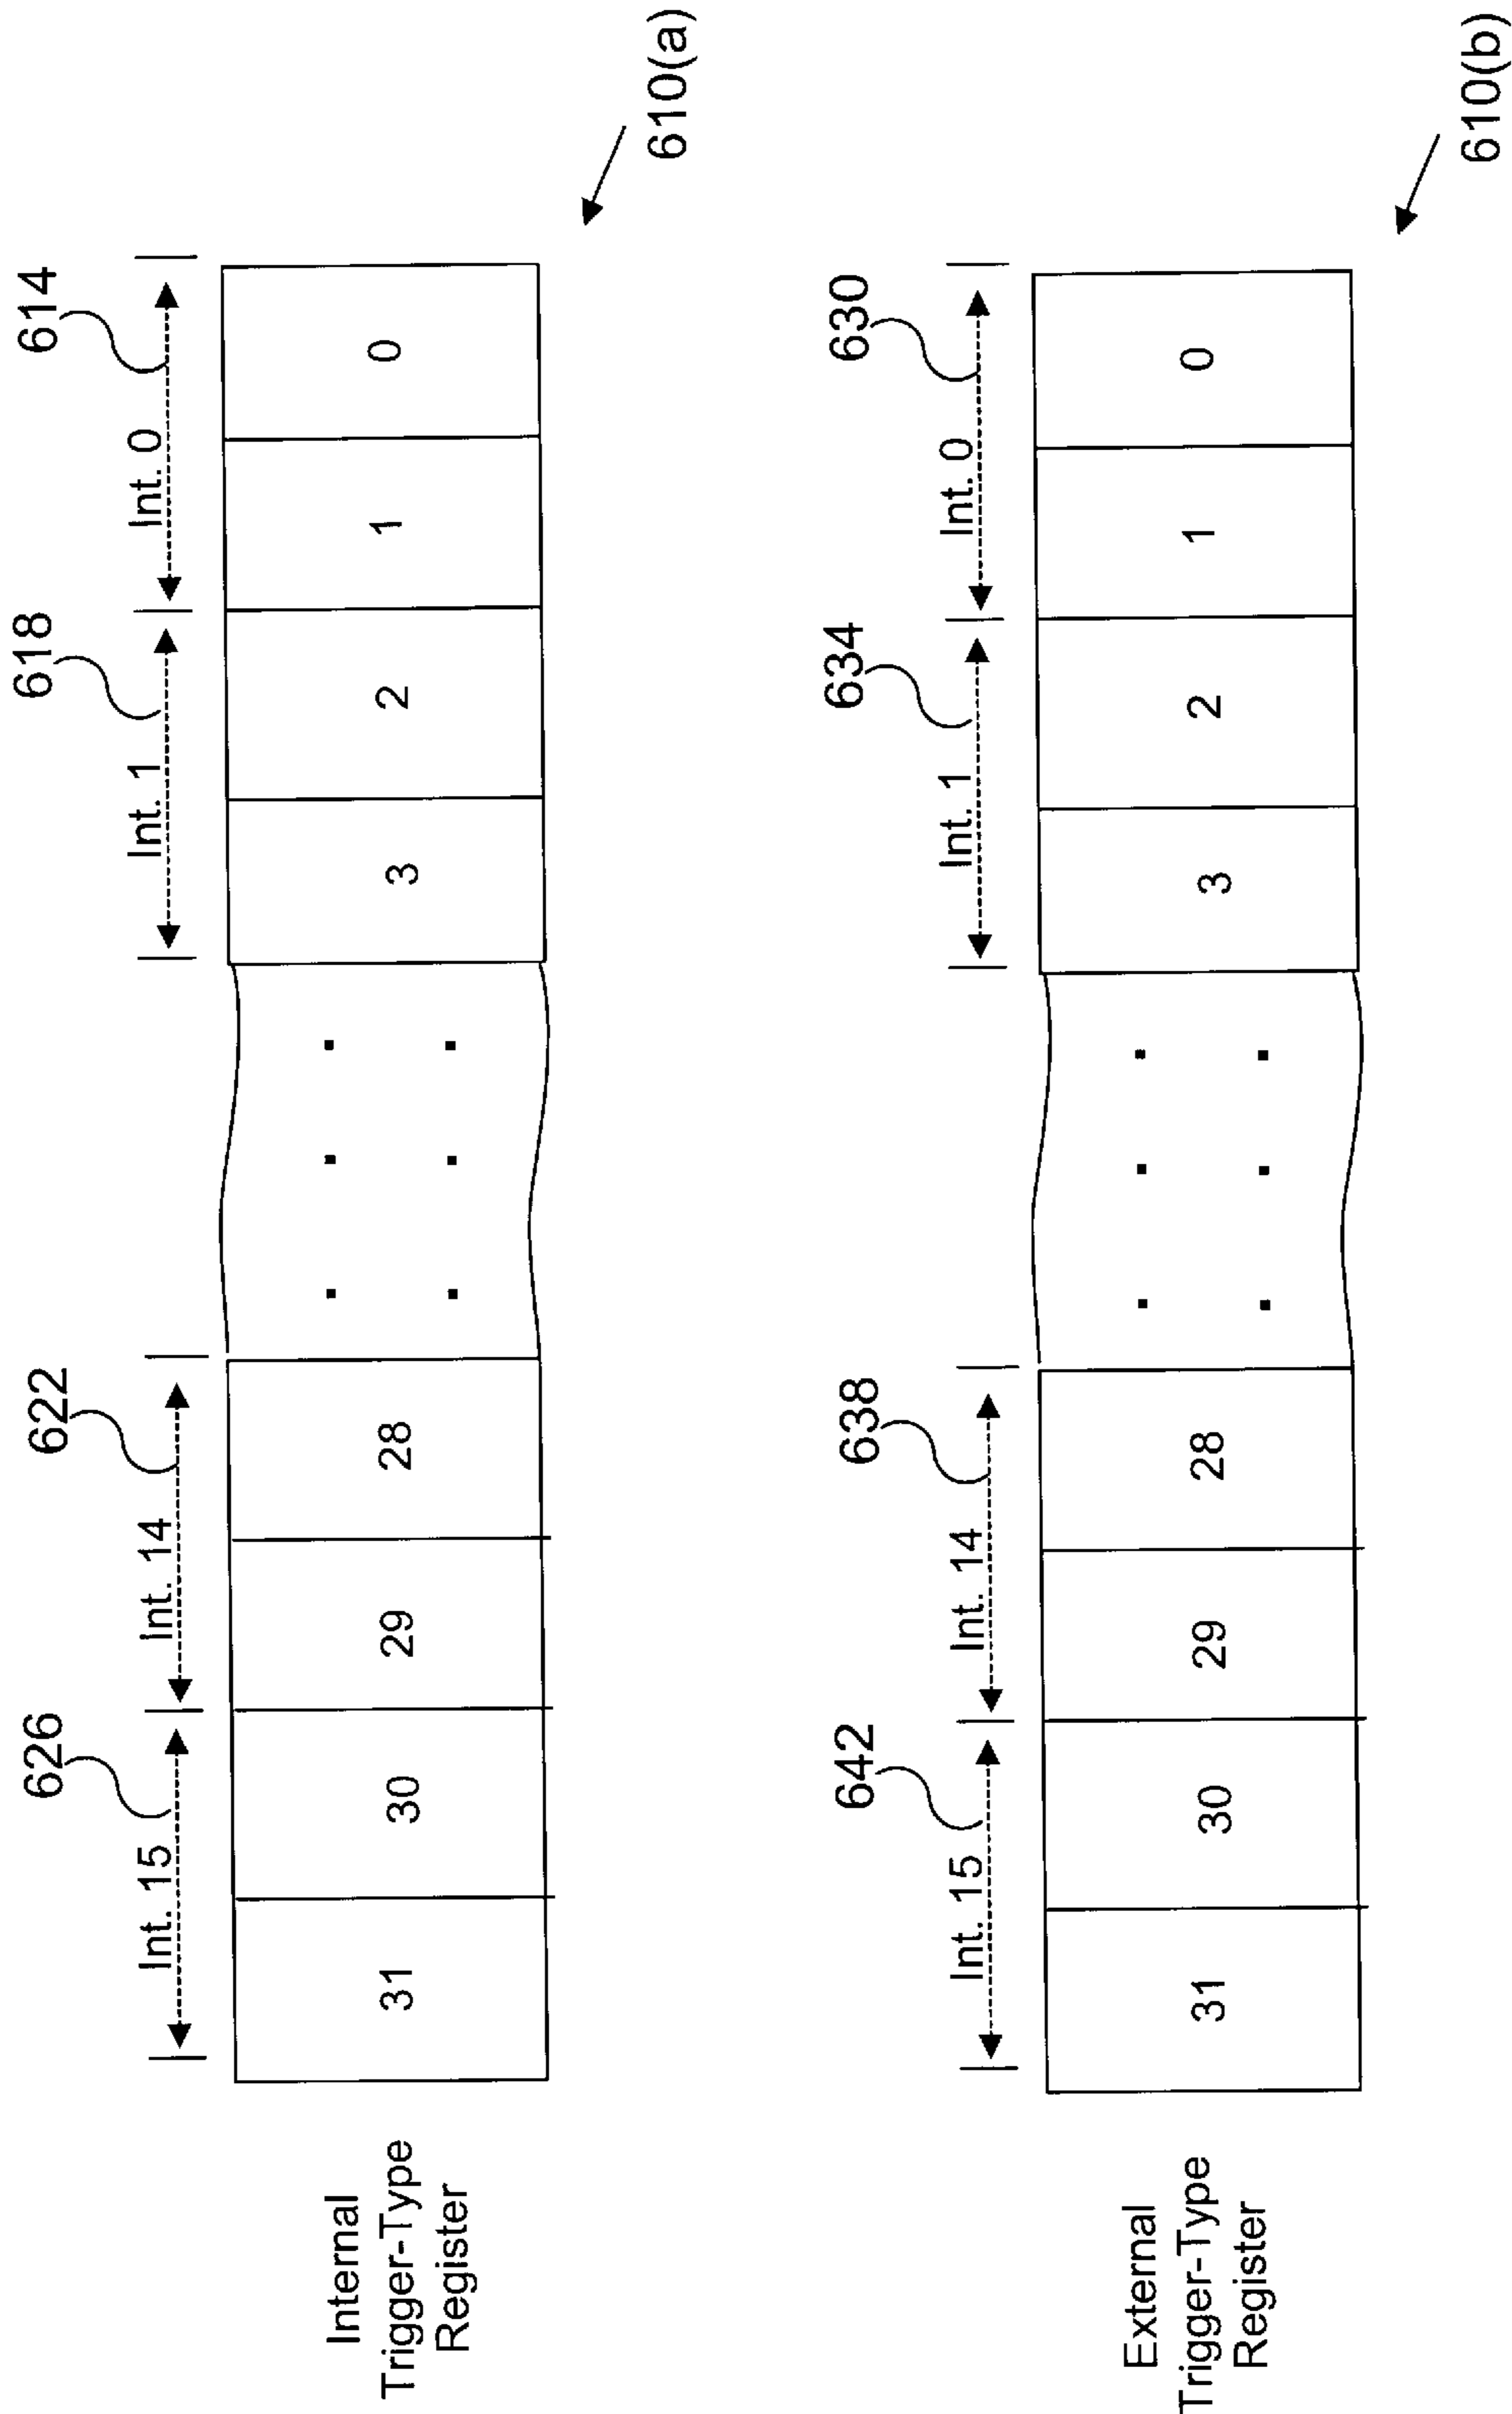 626
622
618
614
Int. 15
Int. 14
Int. 1
Int. 0
Internal
Trigger-Type
Register
31 30 29 28 . . . 3 2 1 0
. . .
610(a)
642
638
634
630
Int. 15
Int. 14
Int. 1
Int. 0
External
Trigger-Type
Register
31 30 29 28 . . . 3 2 1 0
. . .
610(b)